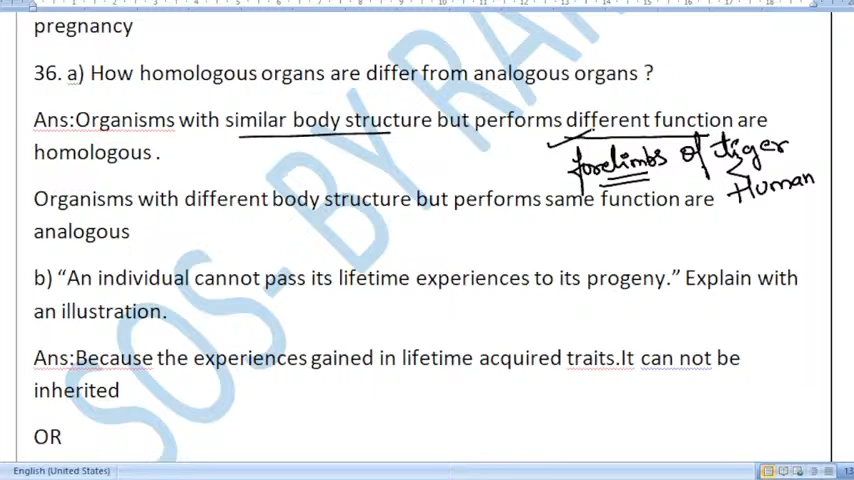 pregnancy
36. a) How homologous organs are differ from analogous organs ?
Ans:Organisms with similar body structure but performs different function are
homologous .
forelimbs of tiger
Human
Organisms with different body structure but performs same function are
analogous
b) “An individual cannot pass its lifetime experiences to its progeny.” Explain with
an illustration.
Ans:Because the experiences gained in lifetime acquired traits.It can not be
inherited
OR
SOS- BY RAM
English (United States)
13